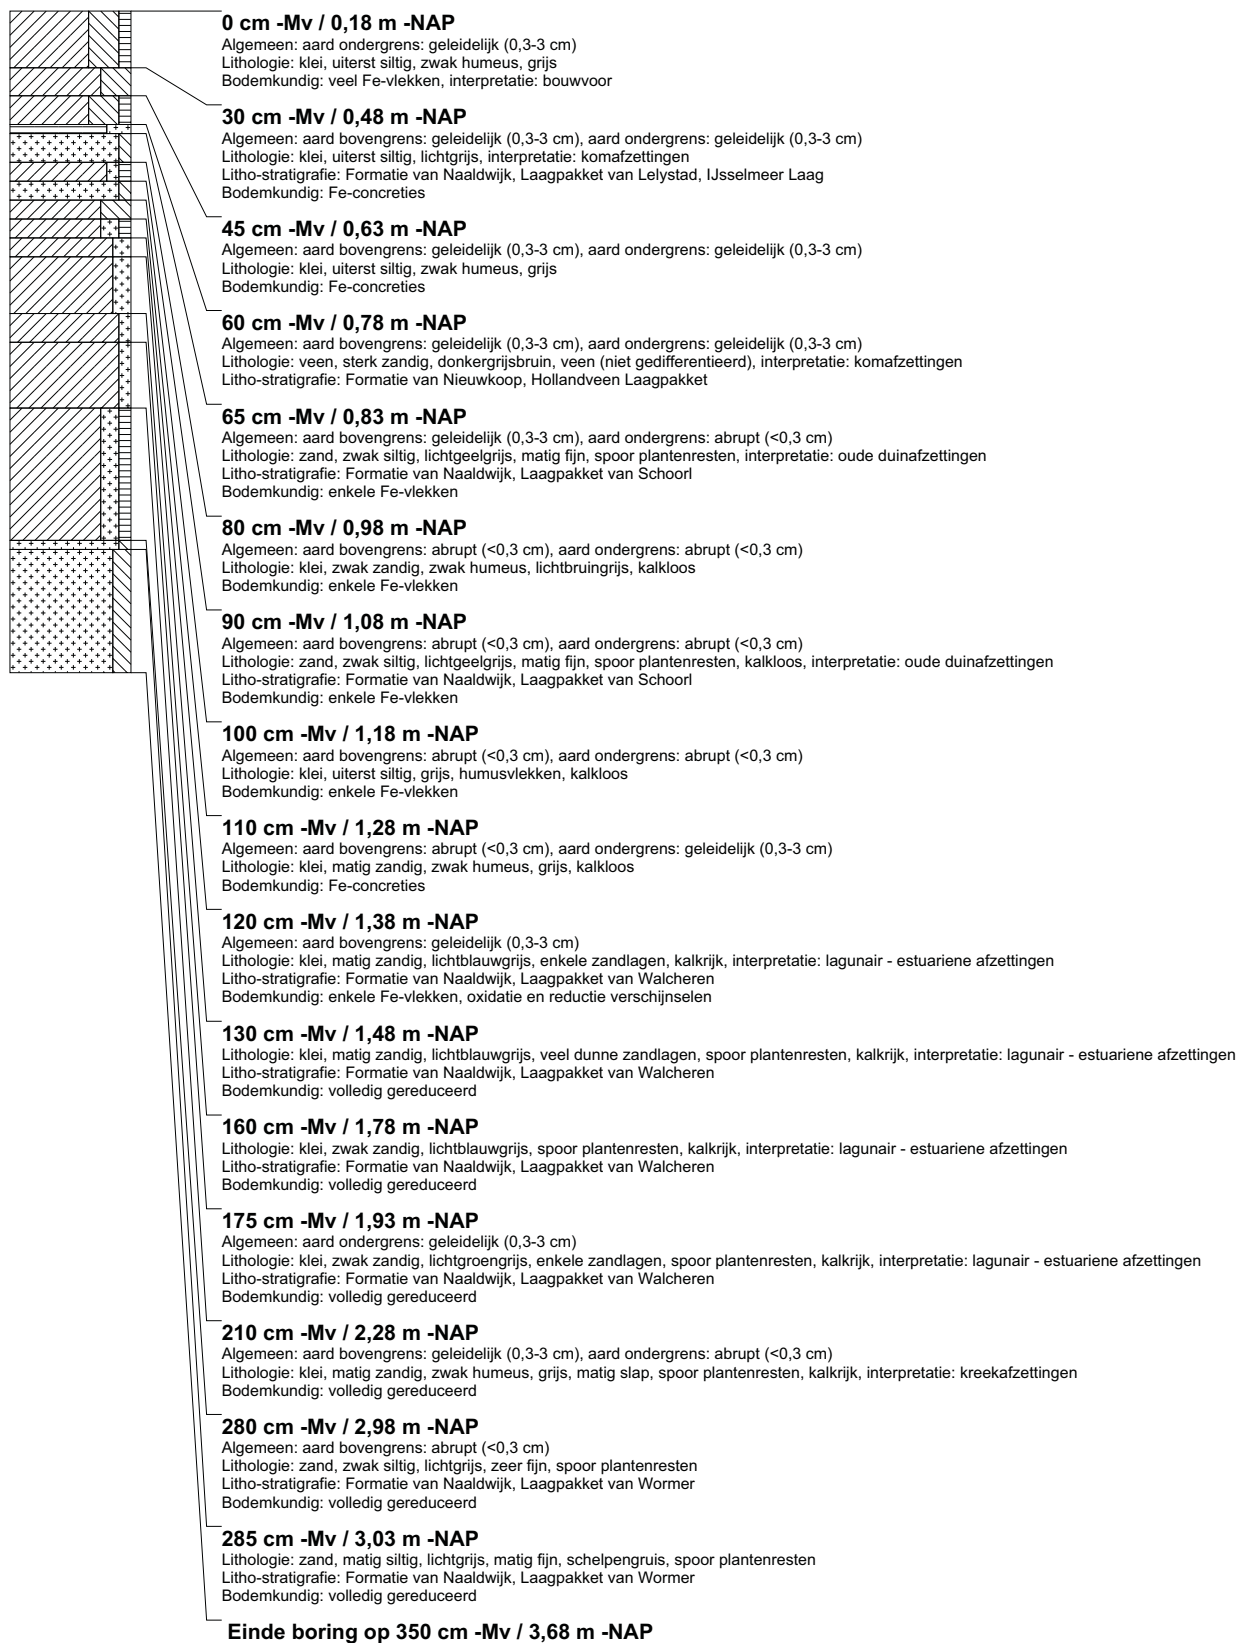 0 cm -Mv / 0,18 m -NAP
Algemeen: aard ondergrens: geleidelijk (0,3-3 cm)
Lithologie: klei, uiterst siltig, zwak humeus, grijs
Bodemkundig: veel Fe-vlekken, interpretatie: bouwvoor
30 cm -Mv / 0,48 m -NAP
Algemeen: aard bovengrens: geleidelijk (0,3-3 cm), aard ondergrens: geleidelijk (0,3-3 cm)
Lithologie: klei, uiterst siltig, lichtgrijs, interpretatie: komafzettingen
Litho-stratigrafie: Formatie van Naaldwijk, Laagpakket van Lelystad, IJsselmeer Laag
Bodemkundig: Fe-concreties
45 cm -Mv / 0,63 m -NAP
Algemeen: aard bovengrens: geleidelijk (0,3-3 cm), aard ondergrens: geleidelijk (0,3-3 cm)
Lithologie: klei, uiterst siltig, zwak humeus, grijs
Bodemkundig: Fe-concreties
60 cm -Mv / 0,78 m -NAP
Algemeen: aard bovengrens: geleidelijk (0,3-3 cm), aard ondergrens: geleidelijk (0,3-3 cm)
Lithologie: veen, sterk zandig, donkergrijsbruin, veen (niet gedifferentieerd), interpretatie: komafzettingen
Litho-stratigrafie: Formatie van Nieuwkoop, Hollandveen Laagpakket
65 cm -Mv / 0,83 m -NAP
Algemeen: aard bovengrens: geleidelijk (0,3-3 cm), aard ondergrens: abrupt (<0,3 cm)
Lithologie: zand, zwak siltig, lichtgeelgrijs, matig fijn, spoor plantenresten, interpretatie: oude duinafzettingen
Litho-stratigrafie: Formatie van Naaldwijk, Laagpakket van Schoorl
Bodemkundig: enkele Fe-vlekken
80 cm -Mv / 0,98 m -NAP
Algemeen: aard bovengrens: abrupt (<0,3 cm), aard ondergrens: abrupt (<0,3 cm)
Lithologie: klei, zwak zandig, zwak humeus, lichtbruingrijs, kalkloos
Bodemkundig: enkele Fe-vlekken
90 cm -Mv / 1,08 m -NAP
Algemeen: aard bovengrens: abrupt (<0,3 cm), aard ondergrens: abrupt (<0,3 cm)
Lithologie: zand, zwak siltig, lichtgeelgrijs, matig fijn, spoor plantenresten, kalkloos, interpretatie: oude duinafzettingen
Litho-stratigrafie: Formatie van Naaldwijk, Laagpakket van Schoorl
Bodemkundig: enkele Fe-vlekken
100 cm -Mv / 1,18 m -NAP
Algemeen: aard bovengrens: abrupt (<0,3 cm), aard ondergrens: abrupt (<0,3 cm)
Lithologie: klei, uiterst siltig, grijs, humusvlekken, kalkloos
Bodemkundig: enkele Fe-vlekken
110 cm -Mv / 1,28 m -NAP
Algemeen: aard bovengrens: abrupt (<0,3 cm), aard ondergrens: geleidelijk (0,3-3 cm)
Lithologie: klei, matig zandig, zwak humeus, grijs, kalkloos
Bodemkundig: Fe-concreties
120 cm -Mv / 1,38 m -NAP
Algemeen: aard bovengrens: geleidelijk (0,3-3 cm)
Lithologie: klei, matig zandig, lichtblauwgrijs, enkele zandlagen, kalkrijk, interpretatie: lagunair - estuariene afzettingen
Litho-stratigrafie: Formatie van Naaldwijk, Laagpakket van Walcheren
Bodemkundig: enkele Fe-vlekken, oxidatie en reductie verschijnselen
130 cm -Mv / 1,48 m -NAP
Lithologie: klei, matig zandig, lichtblauwgrijs, veel dunne zandlagen, spoor plantenresten, kalkrijk, interpretatie: lagunair - estuariene afzettingen
Litho-stratigrafie: Formatie van Naaldwijk, Laagpakket van Walcheren
Bodemkundig: volledig gereduceerd
160 cm -Mv / 1,78 m -NAP
Lithologie: klei, zwak zandig, lichtblauwgrijs, spoor plantenresten, kalkrijk, interpretatie: lagunair - estuariene afzettingen
Litho-stratigrafie: Formatie van Naaldwijk, Laagpakket van Walcheren
Bodemkundig: volledig gereduceerd
175 cm -Mv / 1,93 m -NAP
Algemeen: aard ondergrens: geleidelijk (0,3-3 cm)
Lithologie: klei, zwak zandig, lichtgroengrijs, enkele zandlagen, spoor plantenresten, kalkrijk, interpretatie: lagunair - estuariene afzettingen
Litho-stratigrafie: Formatie van Naaldwijk, Laagpakket van Walcheren
Bodemkundig: volledig gereduceerd
210 cm -Mv / 2,28 m -NAP
Algemeen: aard bovengrens: geleidelijk (0,3-3 cm), aard ondergrens: abrupt (<0,3 cm)
Lithologie: klei, matig zandig, zwak humeus, grijs, matig slap, spoor plantenresten, kalkrijk, interpretatie: kreekafzettingen
Bodemkundig: volledig gereduceerd
280 cm -Mv / 2,98 m -NAP
Algemeen: aard bovengrens: abrupt (<0,3 cm)
Lithologie: zand, zwak siltig, lichtgrijs, zeer fijn, spoor plantenresten
Litho-stratigrafie: Formatie van Naaldwijk, Laagpakket van Wormer
Bodemkundig: volledig gereduceerd
285 cm -Mv / 3,03 m -NAP
Lithologie: zand, matig siltig, lichtgrijs, matig fijn, schelpengruis, spoor plantenresten
Litho-stratigrafie: Formatie van Naaldwijk, Laagpakket van Wormer
Bodemkundig: volledig gereduceerd
Einde boring op 350 cm -Mv / 3,68 m -NAP